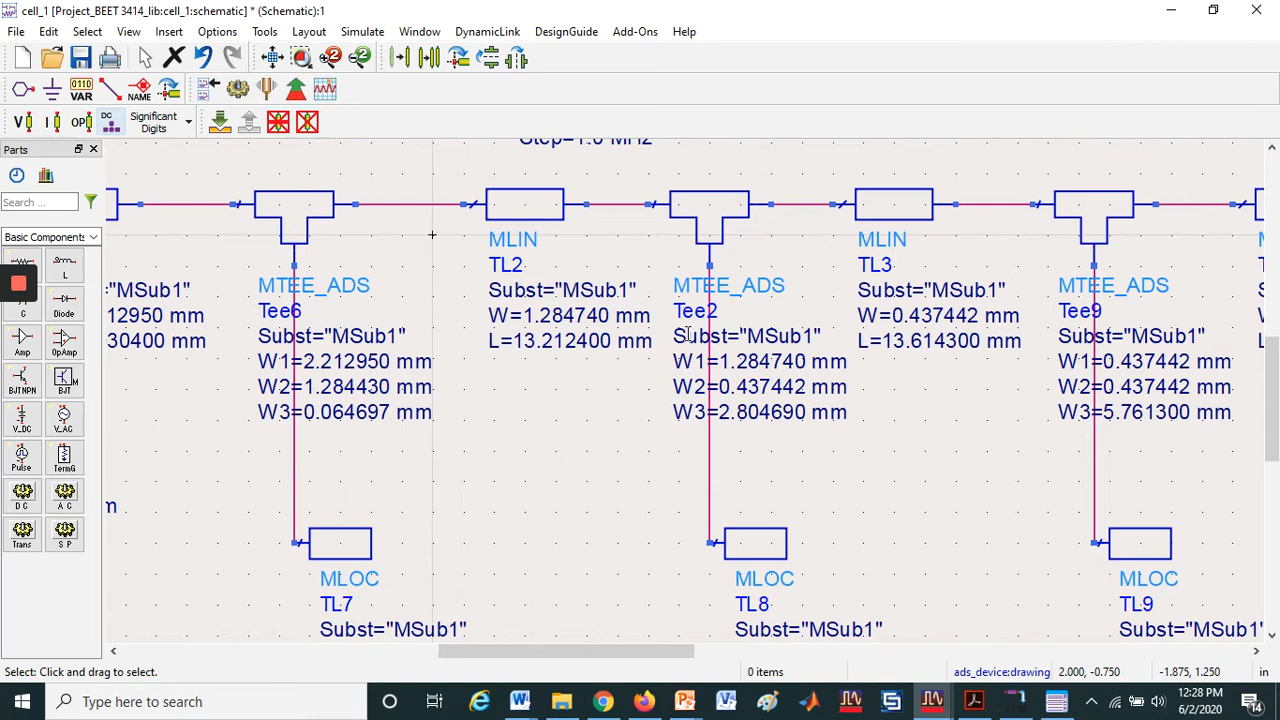 cell_1 [Project_BEET 3414_lib:cell_1:schematic] * (Schematic):1
File Edit Select View Insert Options Tools Layout Simulate Window DynamicLink DesignGuide Add-Ons Help
VAR
NAME
V I OP DC Significant Digits
Parts
Search ...
Basic Components
L
C Diode
Amp OpAmp
BJTNPN BJT
V_DC V_AC
Pulse TermG
D C A C
Trans S P
Step=1.0 MHz
="MSub1"
12950 mm
30400 mm
MTEE_ADS
Tee6
Subst="MSub1"
W1=2.212950 mm
W2=1.284430 mm
W3=0.064697 mm
MLIN
TL2
Subst="MSub1"
W=1.284740 mm
L=13.212400 mm
MTEE_ADS
Tee2
Subst="MSub1"
W1=1.284740 mm
W2=0.437442 mm
W3=2.804690 mm
MLIN
TL3
Subst="MSub1"
W=0.437442 mm
L=13.614300 mm
MTEE_ADS
Tee9
Subst="MSub1"
W1=0.437442 mm
W2=0.437442 mm
W3=5.761300 mm
m
MLOC
TL7
Subst="MSub1"
MLOC
TL8
Subst="MSub1"
MLOC
TL9
Subst="MSub1"
Select: Click and drag to select.
0 items
ads_device:drawing
2.000, -0.750
-1.875, 1.250
in
Type here to search
12:28 PM
6/2/2020
14